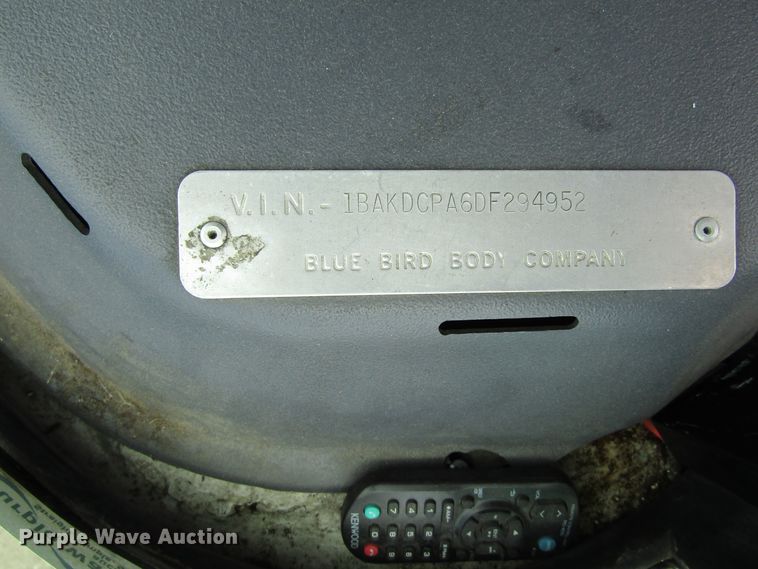 V.I.N.- 1BAKDCPA6DF294952
BLUE BIRD BODY COMPANY
KENWOOD
Purple Wave Auction